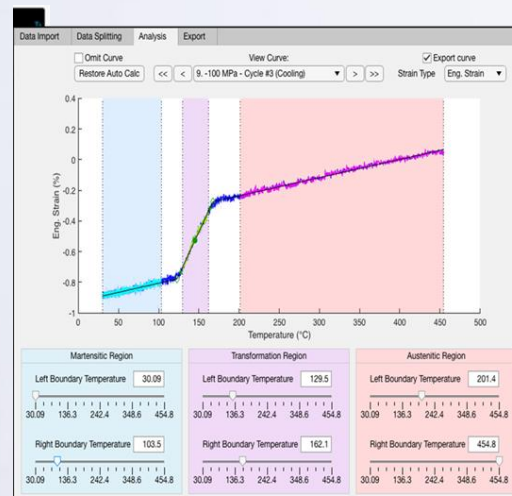 Data Import Data Splitting Analysis Export
Omit Curve View Curve: Export curve
Restore Auto Calc << < 9. -100 MPa - Cycle #3 (Cooling) > >> Strain Type Eng. Strain
0.4
0.2
0
-0.2
-0.4
-0.6
-0.8
-1
Eng. Strain (%)
0 50 100 150 200 250 300 350 400 450 500
Temperature (°C)
Martensitic Region
Left Boundary Temperature 30.09
30.09 136.3 242.4 348.6 454.8
Right Boundary Temperature 103.5
30.09 136.3 242.4 348.6 454.8
Transformation Region
Left Boundary Temperature 129.5
30.09 136.3 242.4 348.6 454.8
Right Boundary Temperature 162.1
30.09 136.3 242.4 348.6 454.8
Austenitic Region
Left Boundary Temperature 201.4
30.09 136.3 242.4 348.6 454.8
Right Boundary Temperature 454.8
30.09 136.3 242.4 348.6 454.8